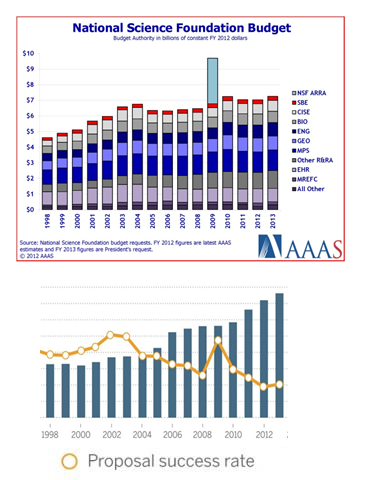 National Science Foundation Budget
Budget Authority in billions of constant FY 2012 dollars
$10
$9
$8
$7
$6
$5
$4
$3
$2
$1
$0
1998
1999
2000
2001
2002
2003
2004
2005
2006
2007
2008
2009
2010
2011
2012
2013
NSF ARRA
SBE
CISE
BIO
ENG
GEO
MPS
Other R&RA
EHR
MREFC
All Other
Source: National Science Foundation budget requests. FY 2012 figures are latest AAAS
estimates and FY 2013 figures are President's request.
© 2012 AAAS
AAAS
1998 2000 2002 2004 2006 2008 2010 2012
Proposal success rate